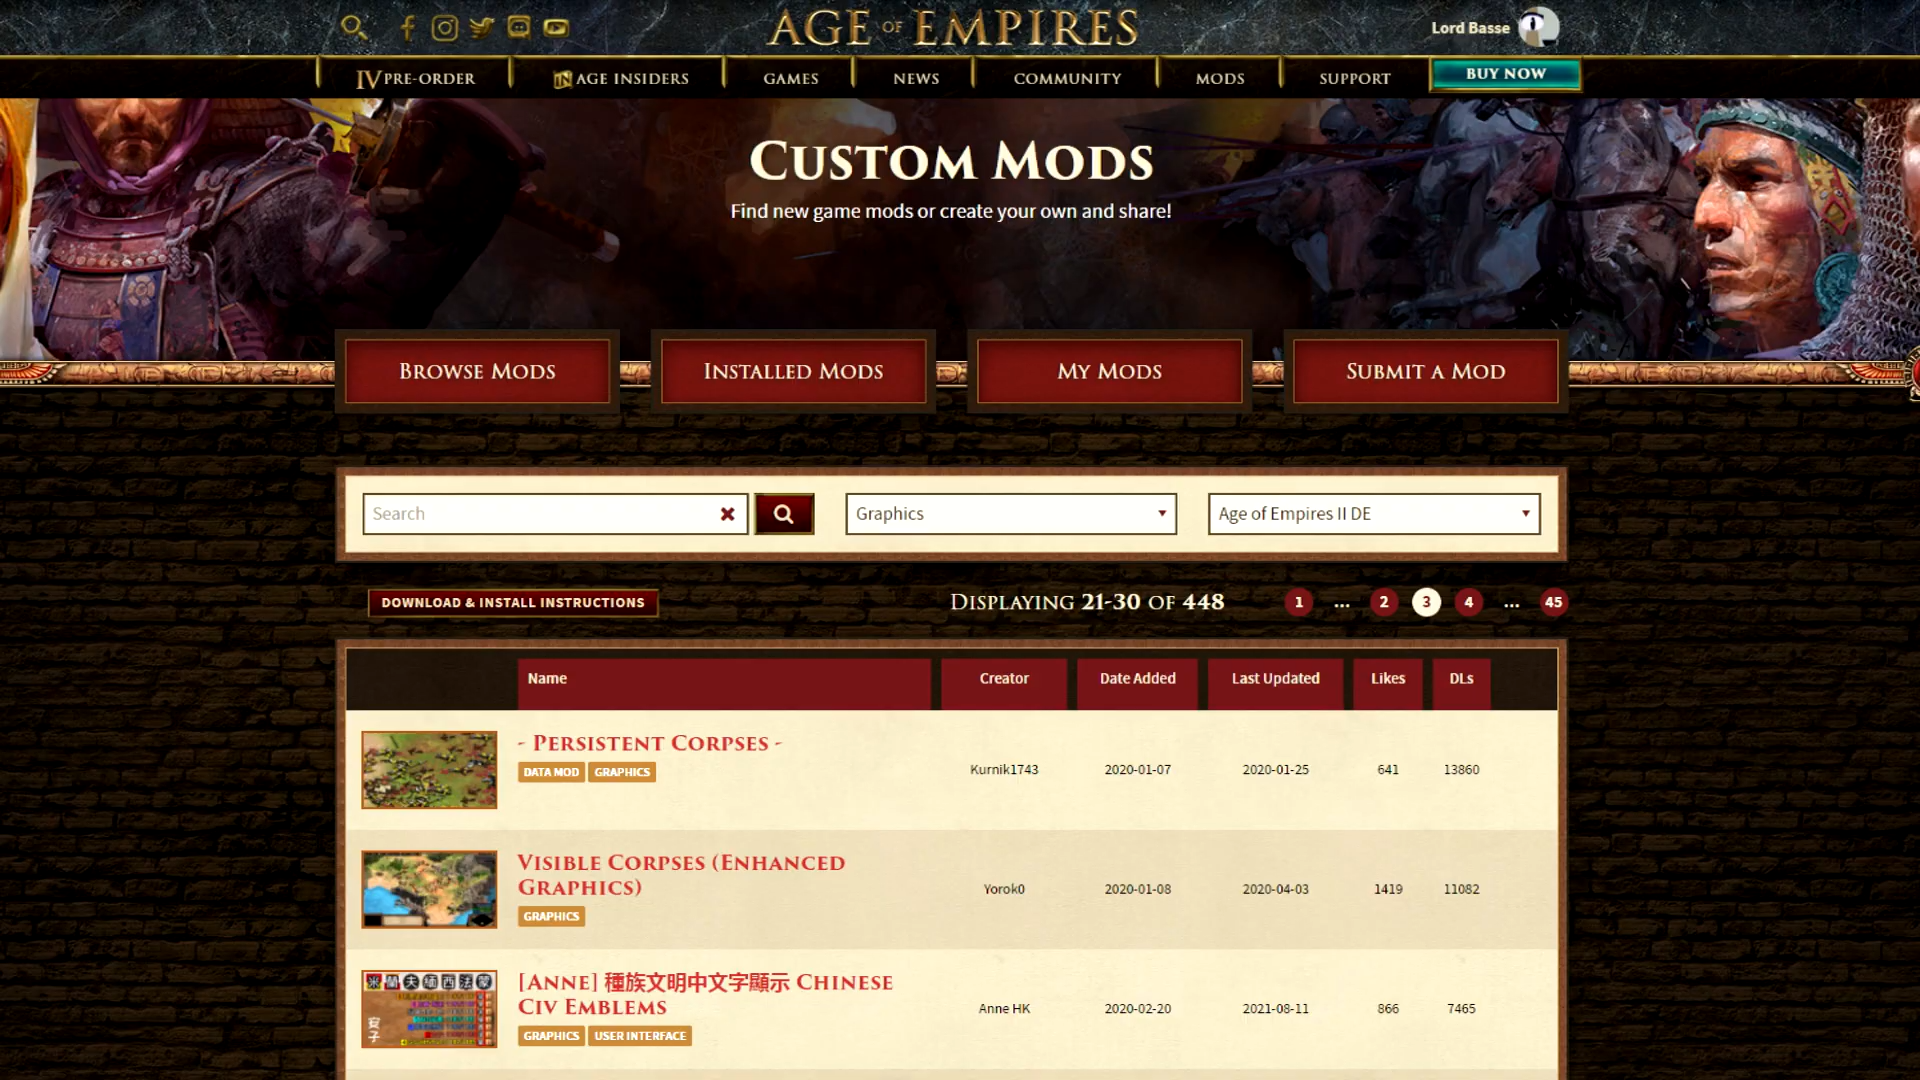 AGE OF EMPIRES
Lord Basse
IV PRE-ORDER
IN AGE INSIDERS
GAMES
NEWS
COMMUNITY
MODS
SUPPORT
BUY NOW
CUSTOM MODS
Find new game mods or create your own and share!
BROWSE MODS
INSTALLED MODS
MY MODS
SUBMIT A MOD
Search
Graphics
Age of Empires II DE
DOWNLOAD & INSTALL INSTRUCTIONS
DISPLAYING 21-30 OF 448
1 ... 2 3 4 ... 45
Name Creator Date Added Last Updated Likes DLs
- PERSISTENT CORPSES -
DATA MOD GRAPHICS
Kurnik1743 2020-01-07 2020-01-25 641 13860
VISIBLE CORPSES (ENHANCED
GRAPHICS)
GRAPHICS
Yorok0 2020-01-08 2020-04-03 1419 11082
[ANNE] 種族文明中文字顯示 CHINESE
CIV EMBLEMS
GRAPHICS USER INTERFACE
Anne HK 2020-02-20 2021-08-11 866 7465